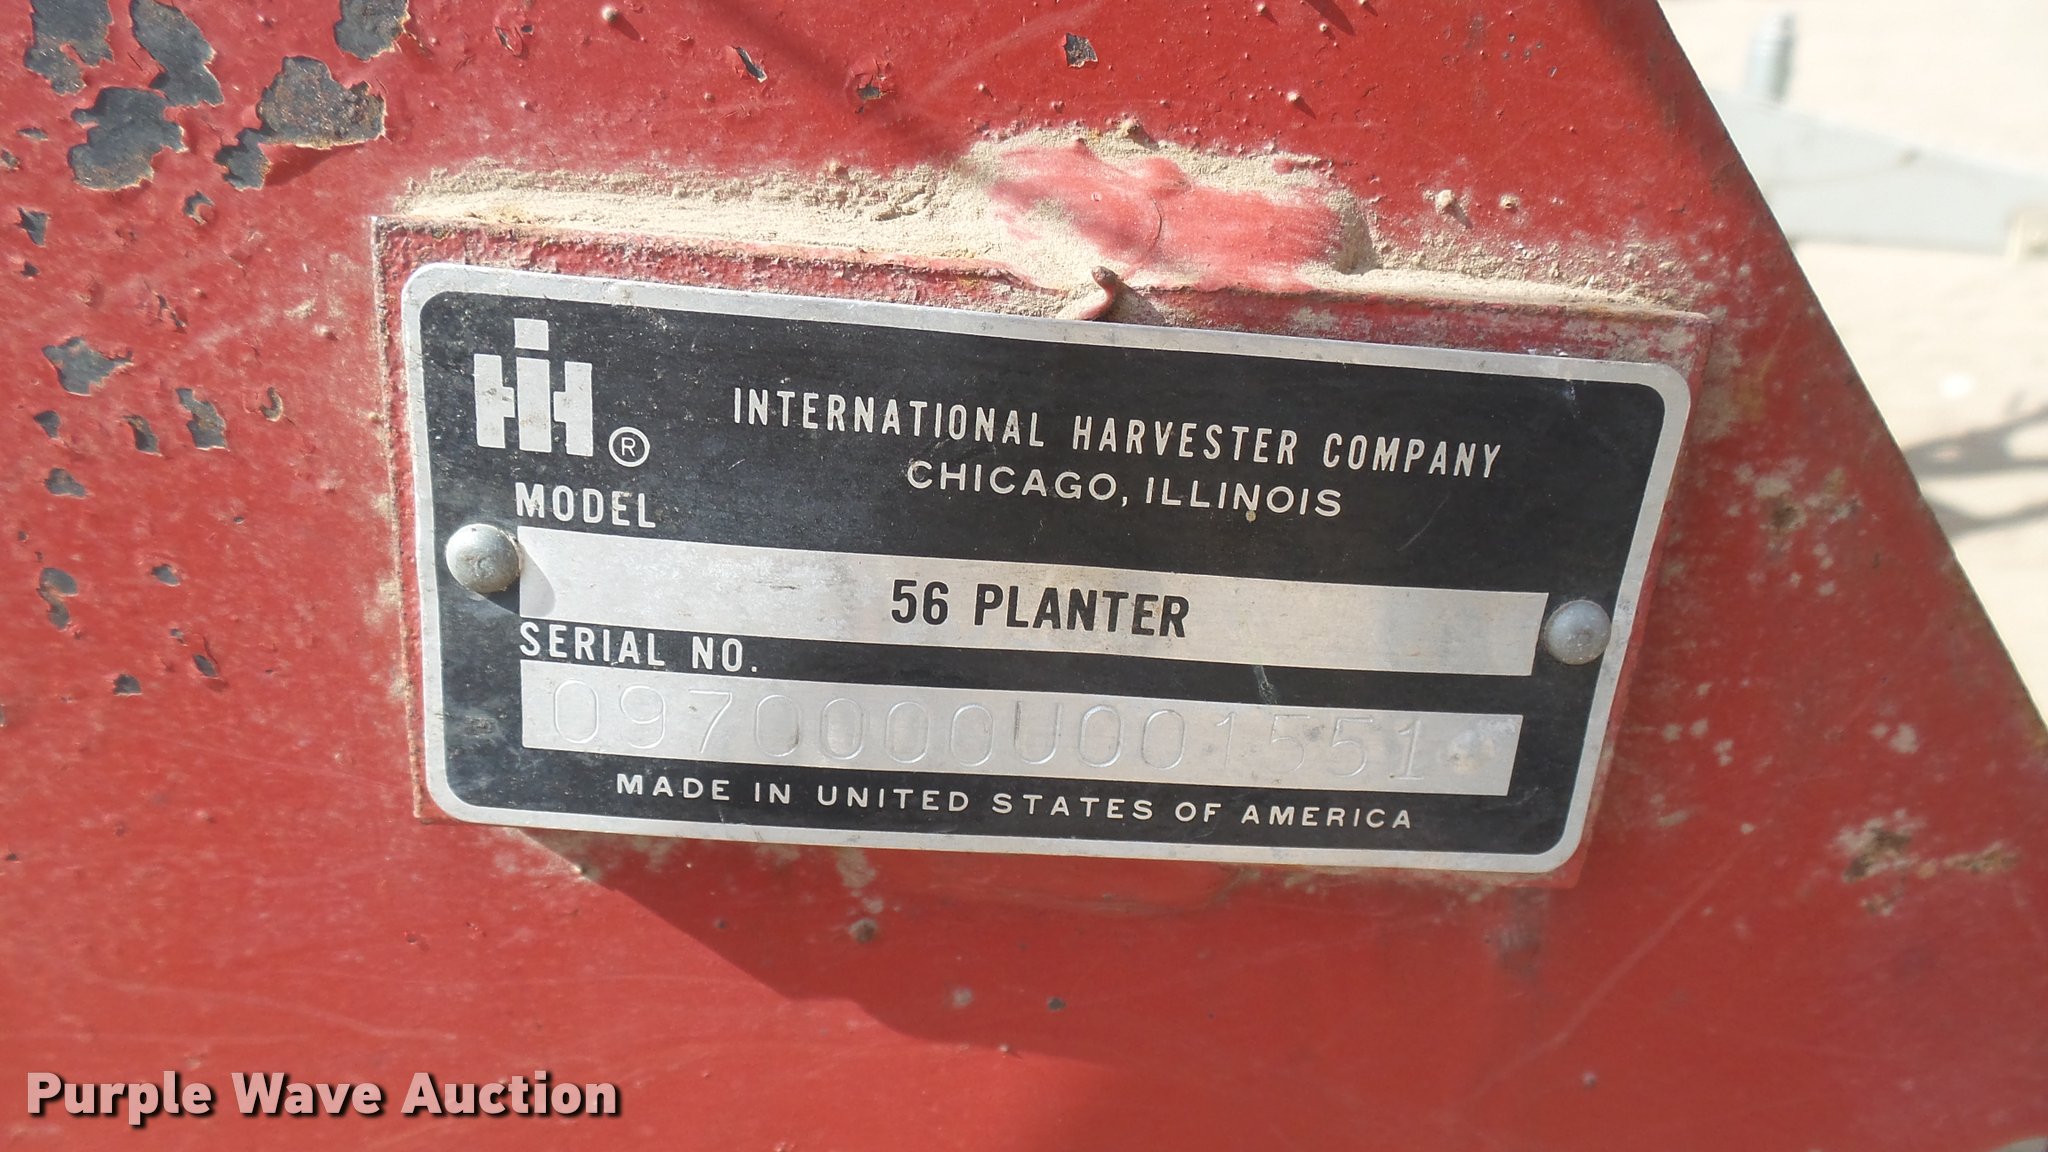 IH ®
INTERNATIONAL HARVESTER COMPANY
CHICAGO, ILLINOIS
MODEL
56 PLANTER
SERIAL NO.
0970000U001551
MADE IN UNITED STATES OF AMERICA
Purple Wave Auction